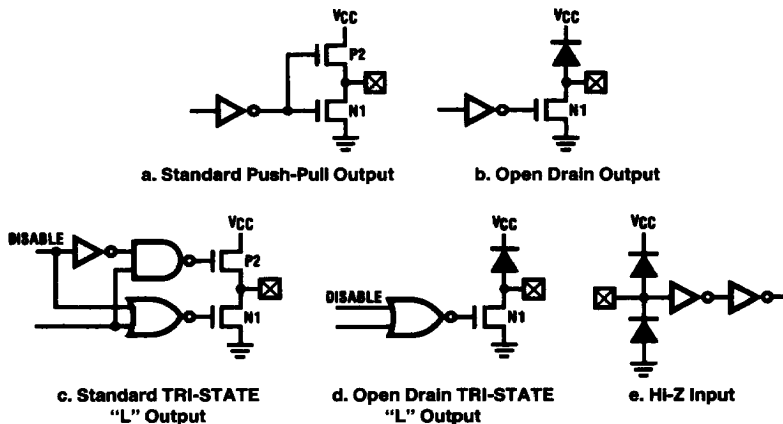 VCC
P2
N1
a. Standard Push-Pull Output
VCC
N1
b. Open Drain Output
DISABLE
VCC
P2
N1
c. Standard TRI-STATE
"L" Output
VCC
DISABLE
N1
d. Open Drain TRI-STATE
"L" Output
VCC
e. Hi-Z Input